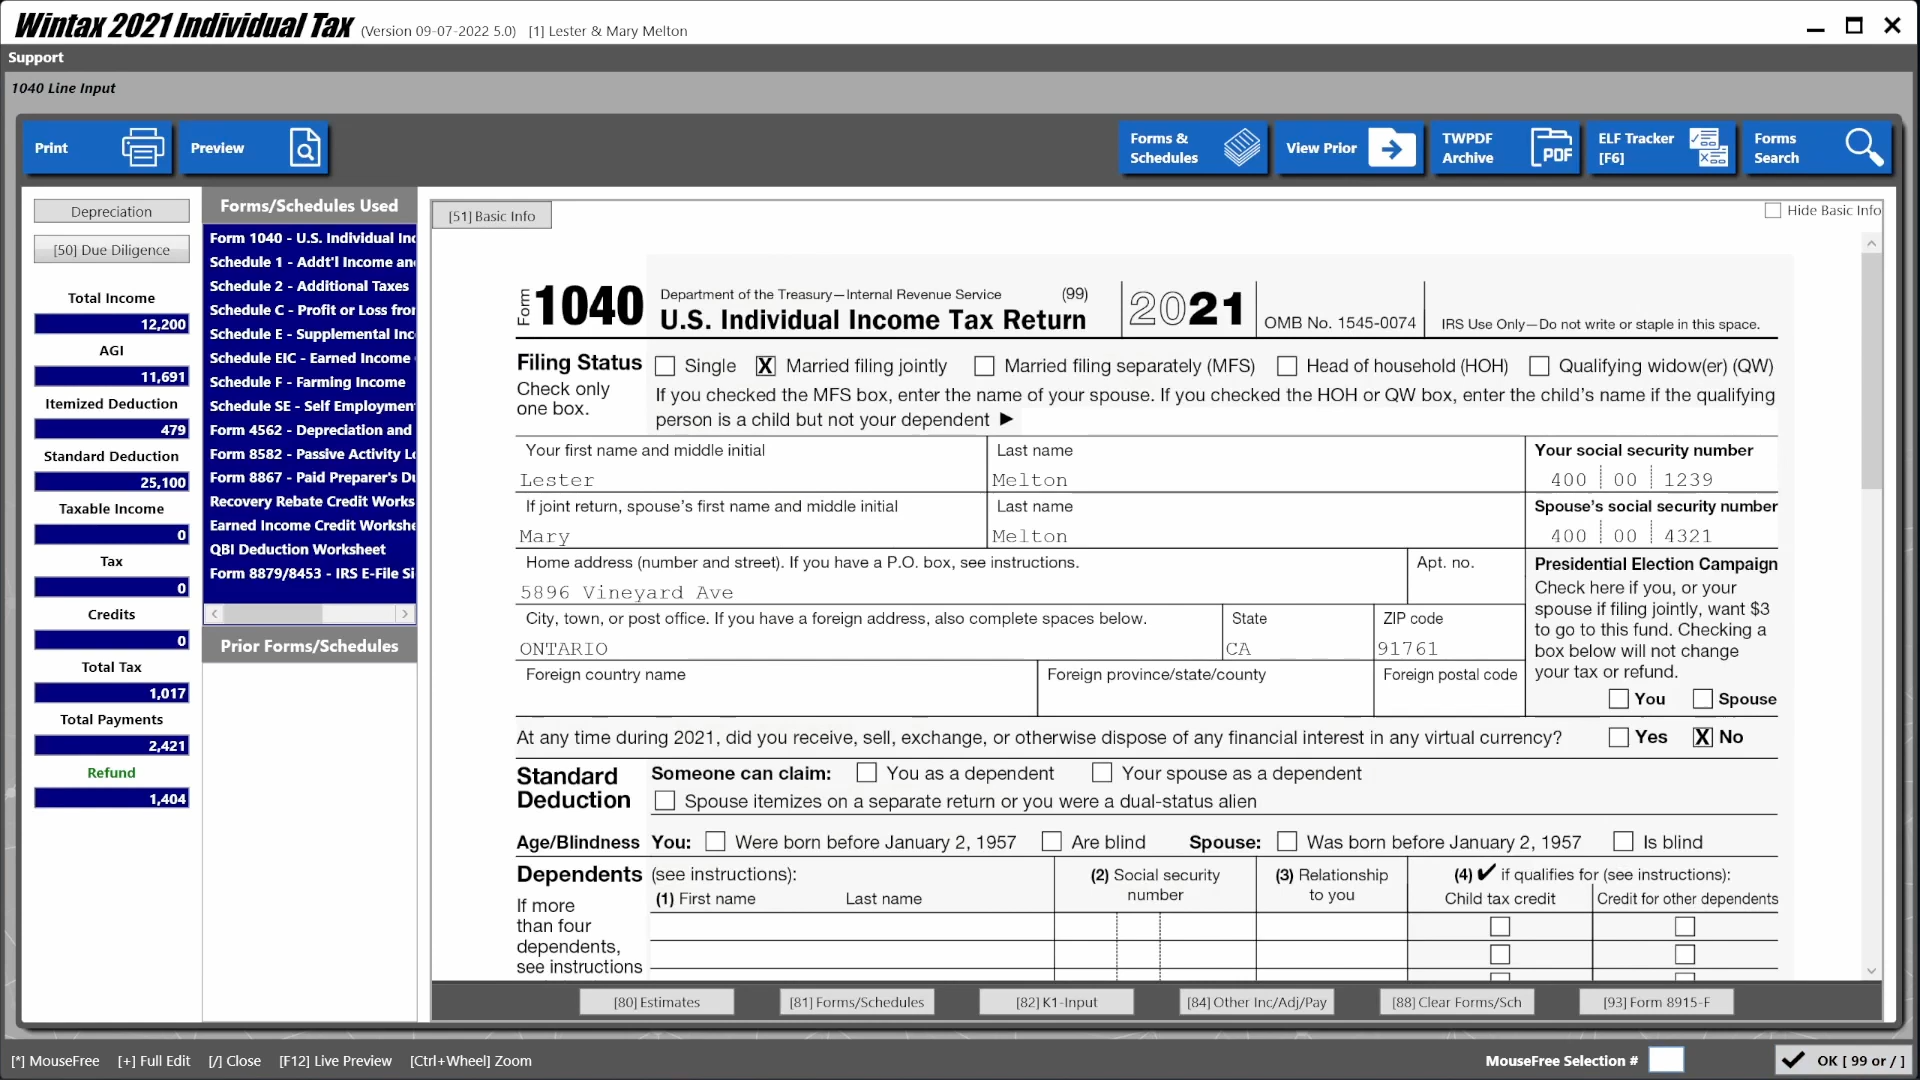 Wintax 2021 Individual Tax (Version 09-07-2022 5.0) [1] Lester & Mary Melton
Support
1040 Line Input
Print
Preview
Forms & Schedules
View Prior
TWPDF Archive
PDF
ELF Tracker [F6]
Forms Search
Depreciation
[50] Due Diligence
Total Income
12,200
AGI
11,691
Itemized Deduction
479
Standard Deduction
25,100
Taxable Income
0
Tax
0
Credits
0
Total Tax
1,017
Total Payments
2,421
Refund
1,404
Forms/Schedules Used
Form 1040 - U.S. Individual Inc
Schedule 1 - Addt'l Income an
Schedule 2 - Additional Taxes
Schedule C - Profit or Loss fro
Schedule E - Supplemental Inc
Schedule EIC - Earned Income
Schedule F - Farming Income
Schedule SE - Self Employmen
Form 4562 - Depreciation and
Form 8582 - Passive Activity Lo
Form 8867 - Paid Preparer's Du
Recovery Rebate Credit Works
Earned Income Credit Workshe
QBI Deduction Worksheet
Form 8879/8453 - IRS E-File Si
Prior Forms/Schedules
[51] Basic Info
Hide Basic Info
Form 1040
Department of the Treasury—Internal Revenue Service (99)
U.S. Individual Income Tax Return
2021
OMB No. 1545-0074
IRS Use Only—Do not write or staple in this space.
Filing Status
Check only
one box.
Single X Married filing jointly Married filing separately (MFS) Head of household (HOH) Qualifying widow(er) (QW)
If you checked the MFS box, enter the name of your spouse. If you checked the HOH or QW box, enter the child's name if the qualifying
person is a child but not your dependent ►
Your first name and middle initial Last name Your social security number
Lester Melton 400 00 1239
If joint return, spouse's first name and middle initial Last name Spouse's social security number
Mary Melton 400 00 4321
Home address (number and street). If you have a P.O. box, see instructions. Apt. no.
5896 Vineyard Ave
City, town, or post office. If you have a foreign address, also complete spaces below. State ZIP code
ONTARIO CA 91761
Foreign country name Foreign province/state/county Foreign postal code
Presidential Election Campaign
Check here if you, or your
spouse if filing jointly, want $3
to go to this fund. Checking a
box below will not change
your tax or refund.
You Spouse
At any time during 2021, did you receive, sell, exchange, or otherwise dispose of any financial interest in any virtual currency? Yes X No
Standard
Deduction
Someone can claim: You as a dependent Your spouse as a dependent
Spouse itemizes on a separate return or you were a dual-status alien
Age/Blindness You: Were born before January 2, 1957 Are blind Spouse: Was born before January 2, 1957 Is blind
Dependents (see instructions):
If more
than four
dependents,
see instructions
(1) First name Last name
(2) Social security
number
(3) Relationship
to you
(4) ✔ if qualifies for (see instructions):
Child tax credit Credit for other dependents
[80] Estimates
[81] Forms/Schedules
[82] K1-Input
[84] Other Inc/Adj/Pay
[88] Clear Forms/Sch
[93] Form 8915-F
[*] MouseFree [+] Full Edit [/] Close [F12] Live Preview [Ctrl+Wheel] Zoom
MouseFree Selection #
OK [ 99 or / ]